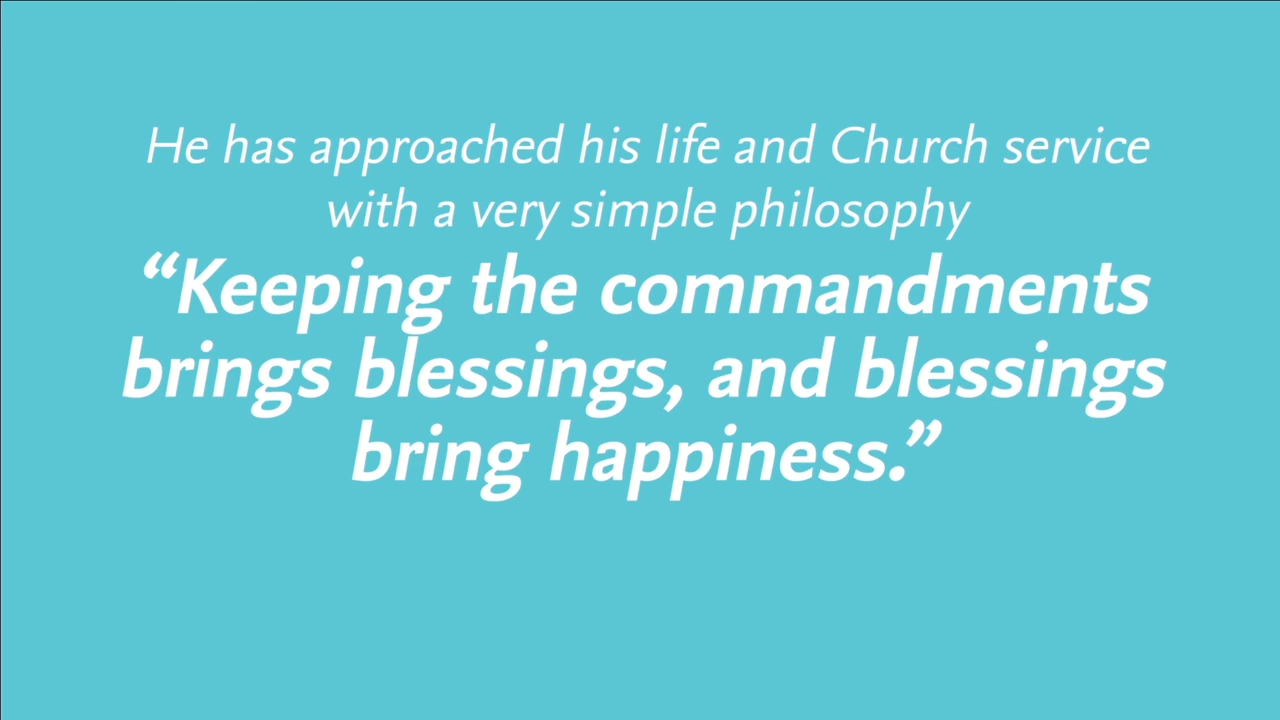 He has approached his life and Church service
with a very simple philosophy
“Keeping the commandments
brings blessings, and blessings
bring happiness.”